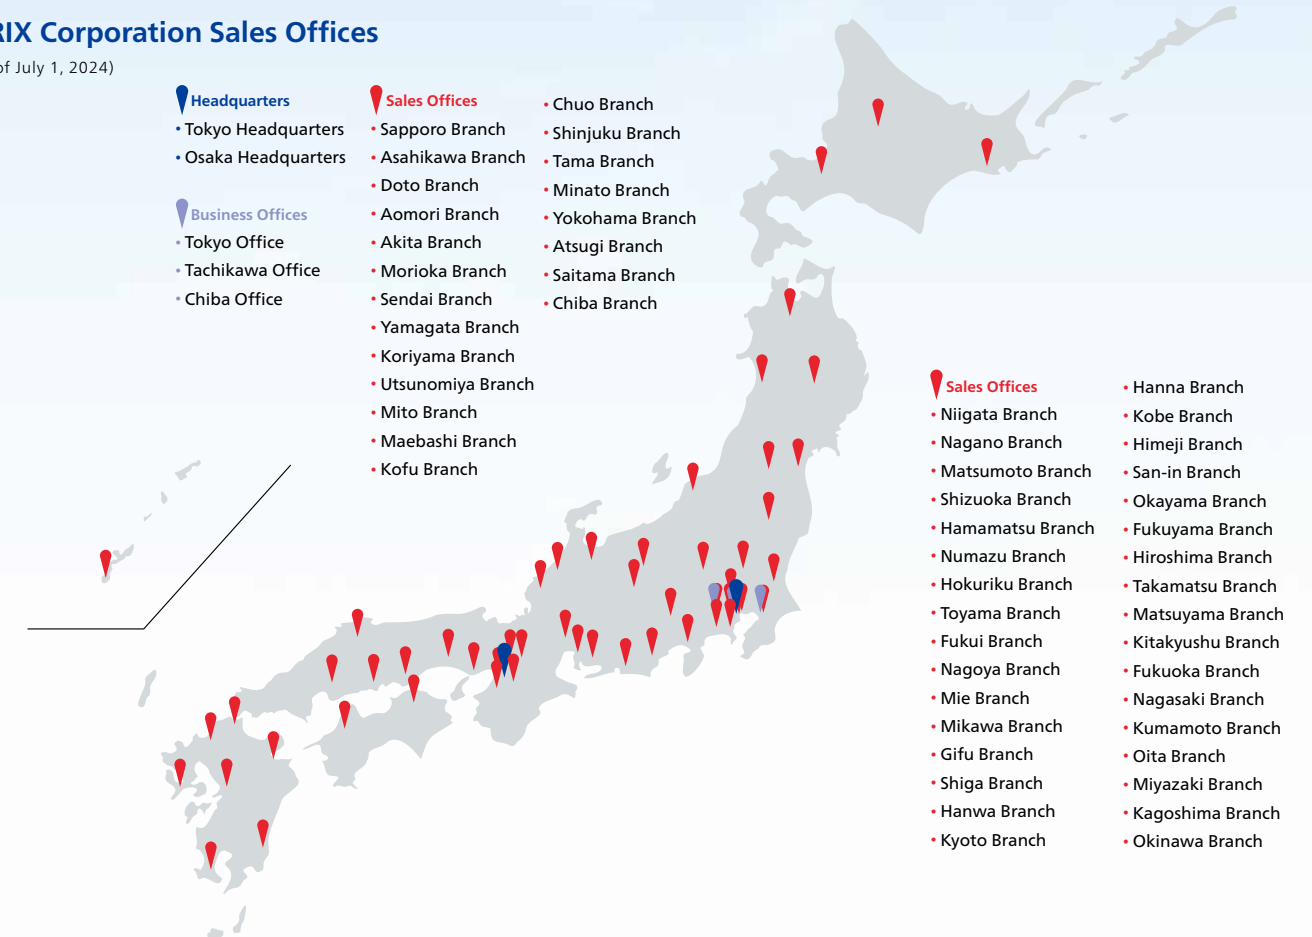 RIX Corporation Sales Offices
of July 1, 2024)
Headquarters
• Tokyo Headquarters
• Osaka Headquarters
Business Offices
• Tokyo Office
• Tachikawa Office
• Chiba Office
Sales Offices
• Sapporo Branch
• Asahikawa Branch
• Doto Branch
• Aomori Branch
• Akita Branch
• Morioka Branch
• Sendai Branch
• Yamagata Branch
• Koriyama Branch
• Utsunomiya Branch
• Mito Branch
• Maebashi Branch
• Kofu Branch
• Chuo Branch
• Shinjuku Branch
• Tama Branch
• Minato Branch
• Yokohama Branch
• Atsugi Branch
• Saitama Branch
• Chiba Branch
Sales Offices
• Niigata Branch
• Nagano Branch
• Matsumoto Branch
• Shizuoka Branch
• Hamamatsu Branch
• Numazu Branch
• Hokuriku Branch
• Toyama Branch
• Fukui Branch
• Nagoya Branch
• Mie Branch
• Mikawa Branch
• Gifu Branch
• Shiga Branch
• Hanwa Branch
• Kyoto Branch
• Hanna Branch
• Kobe Branch
• Himeji Branch
• San-in Branch
• Okayama Branch
• Fukuyama Branch
• Hiroshima Branch
• Takamatsu Branch
• Matsuyama Branch
• Kitakyushu Branch
• Fukuoka Branch
• Nagasaki Branch
• Kumamoto Branch
• Oita Branch
• Miyazaki Branch
• Kagoshima Branch
• Okinawa Branch